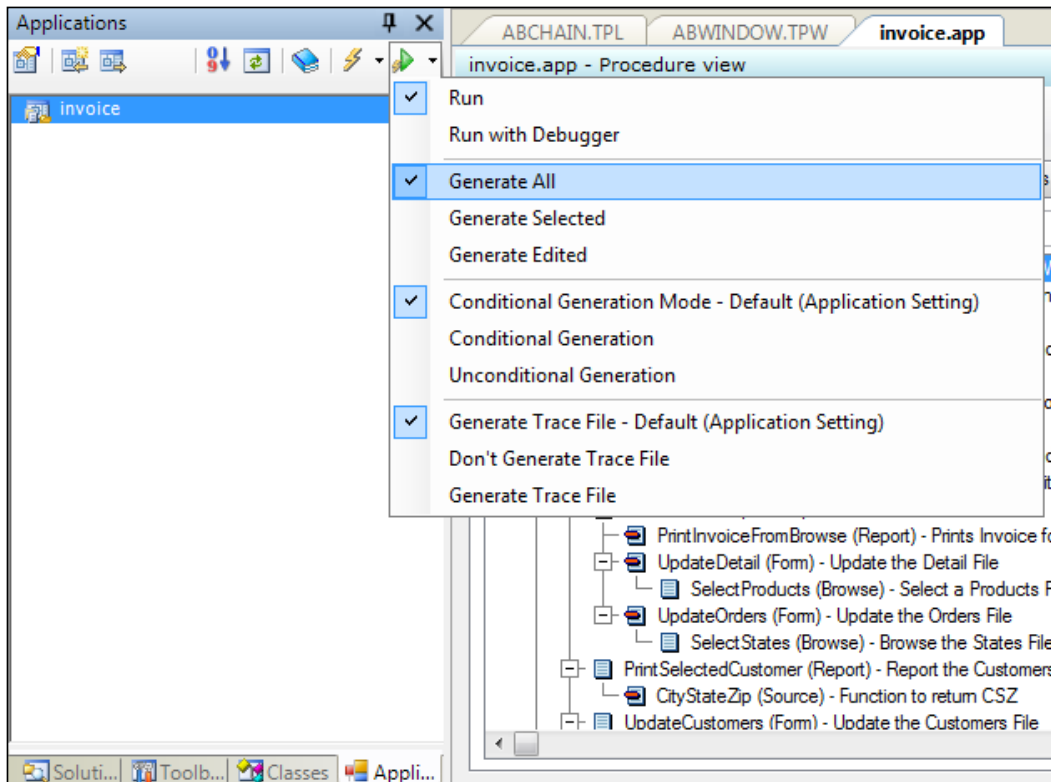 Applications
ABCHAIN.TPL
ABWINDOW.TPW
invoice.app
invoice.app - Procedure view
invoice
Run
Run with Debugger
Generate All
Generate Selected
Generate Edited
Conditional Generation Mode - Default (Application Setting)
Conditional Generation
Unconditional Generation
Generate Trace File - Default (Application Setting)
Don't Generate Trace File
Generate Trace File
PrintInvoiceFromBrowse (Report) - Prints Invoice fo
UpdateDetail (Form) - Update the Detail File
SelectProducts (Browse) - Select a Products
UpdateOrders (Form) - Update the Orders File
SelectStates (Browse) - Browse the States File
PrintSelectedCustomer (Report) - Report the Customers
CityStateZip (Source) - Function to return CSZ
UpdateCustomers (Form) - Update the Customers File
Soluti...
Toolb...
Classes
Appli...